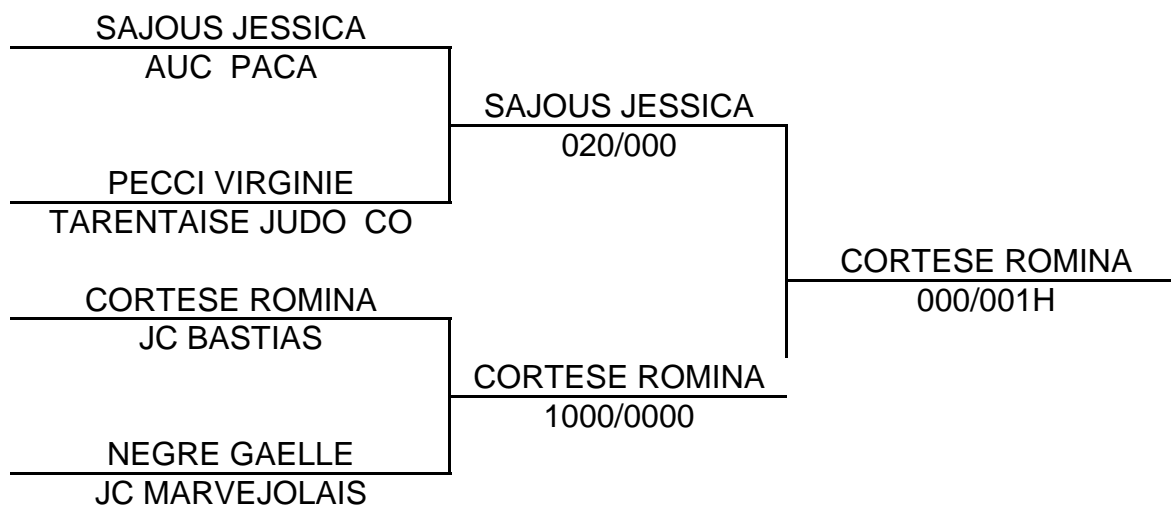 SAJOUS JESSICA
AUC PACA
SAJOUS JESSICA
020/000
PECCI VIRGINIE
TARENTAISE JUDO CO
CORTESE ROMINA
000/001H
CORTESE ROMINA
JC BASTIAS
CORTESE ROMINA
1000/0000
NEGRE GAELLE
JC MARVEJOLAIS